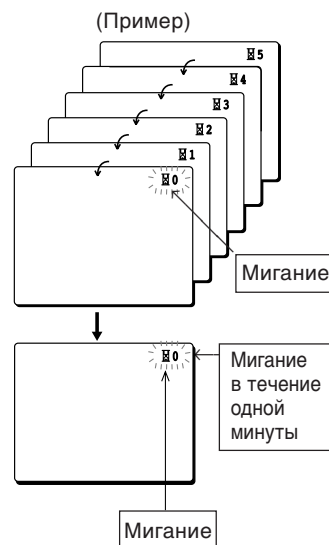 (Пример)
⌛5
⌛4
⌛3
⌛2
⌛1
⌛0
Мигание
⌛0
Мигание
в течение
одной
минуты
Мигание